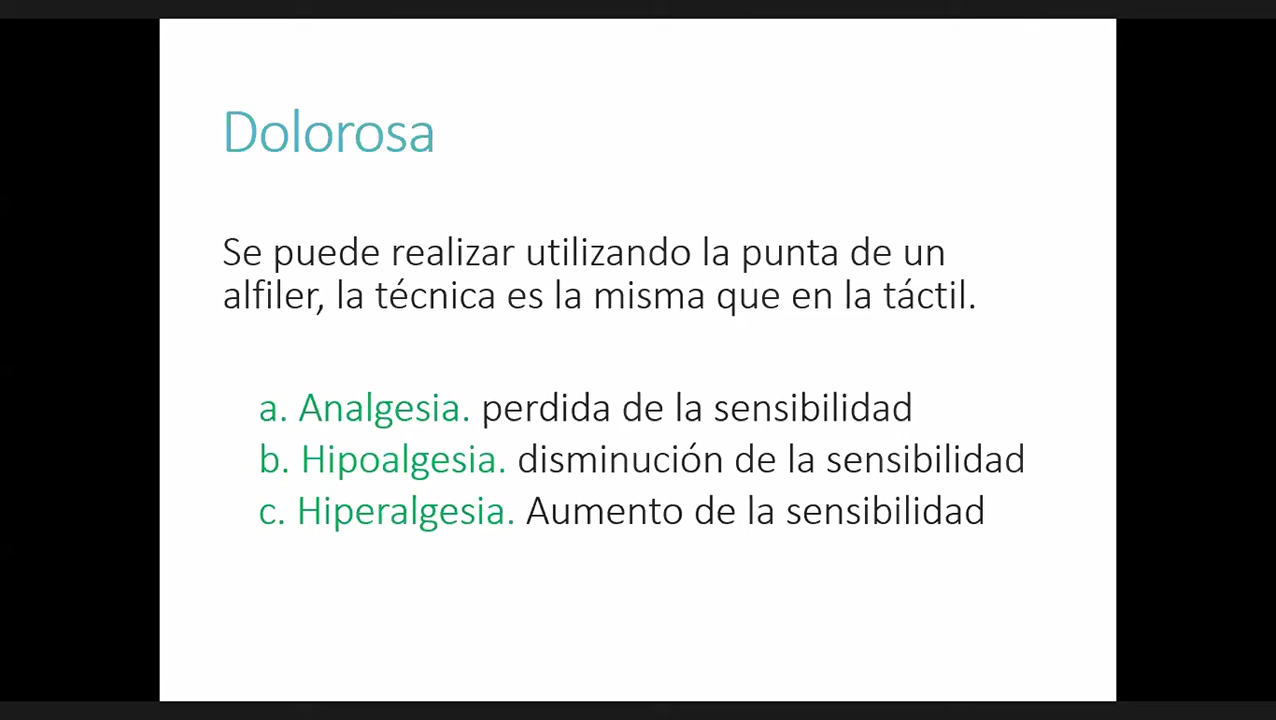 Dolorosa
Se puede realizar utilizando la punta de un
alfiler, la técnica es la misma que en la táctil.
a. Analgesia. perdida de la sensibilidad
b. Hipoalgesia. disminución de la sensibilidad
c. Hiperalgesia. Aumento de la sensibilidad